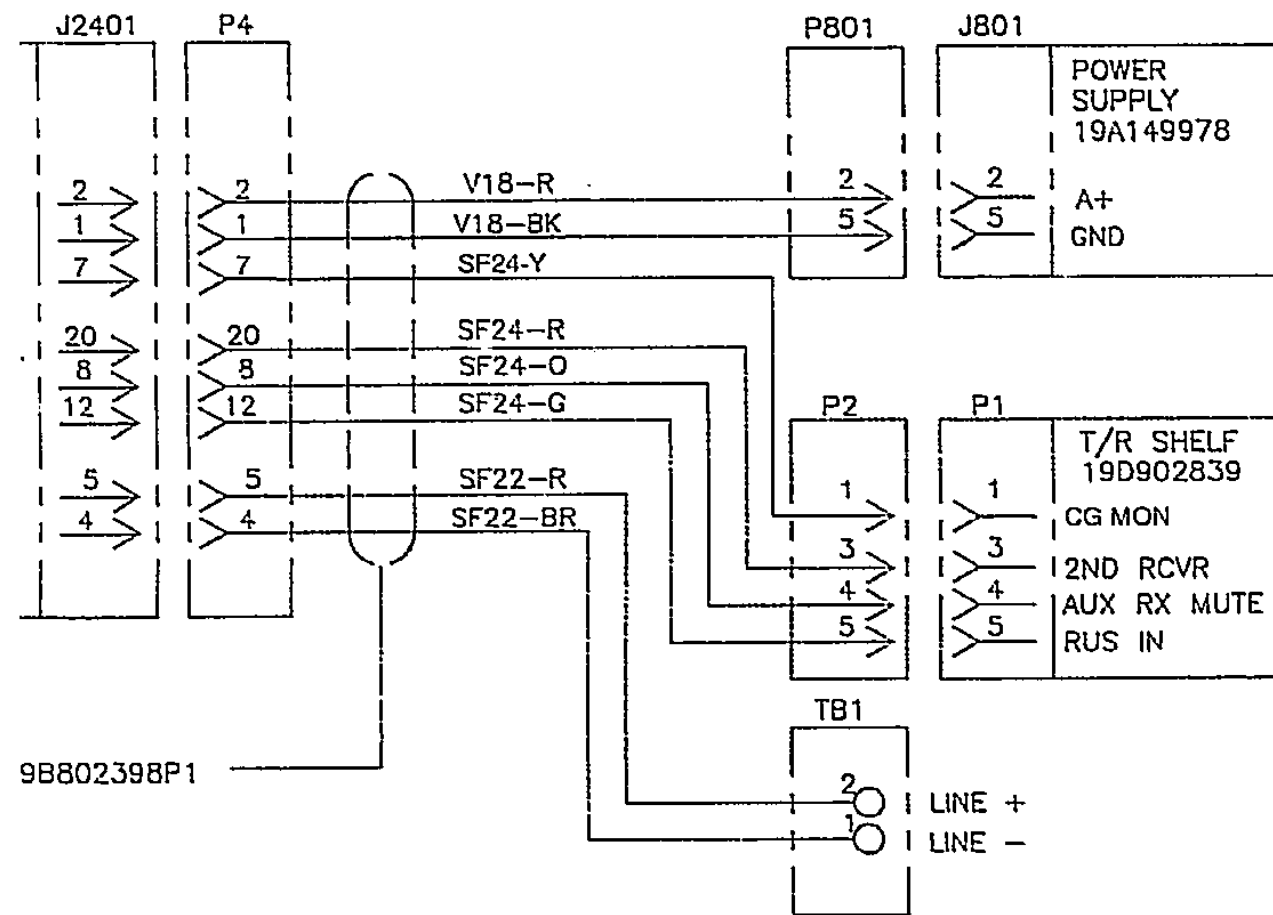 J2401 P4 P801 J801
POWER
SUPPLY
19A149978
2 2 V18-R 2 2 A+
1 1 V18-BK 5 5 GND
7 7 SF24-Y
20 20 SF24-R
8 8 SF24-O
12 12 SF24-G P2 P1
T/R SHELF
19D902839
5 5 SF22-R
4 4 SF22-BR 1 1 CG MON
3 3 2ND RCVR
4 4 AUX RX MUTE
5 5 RUS IN
TB1
9B802398P1
2 LINE +
1 LINE -